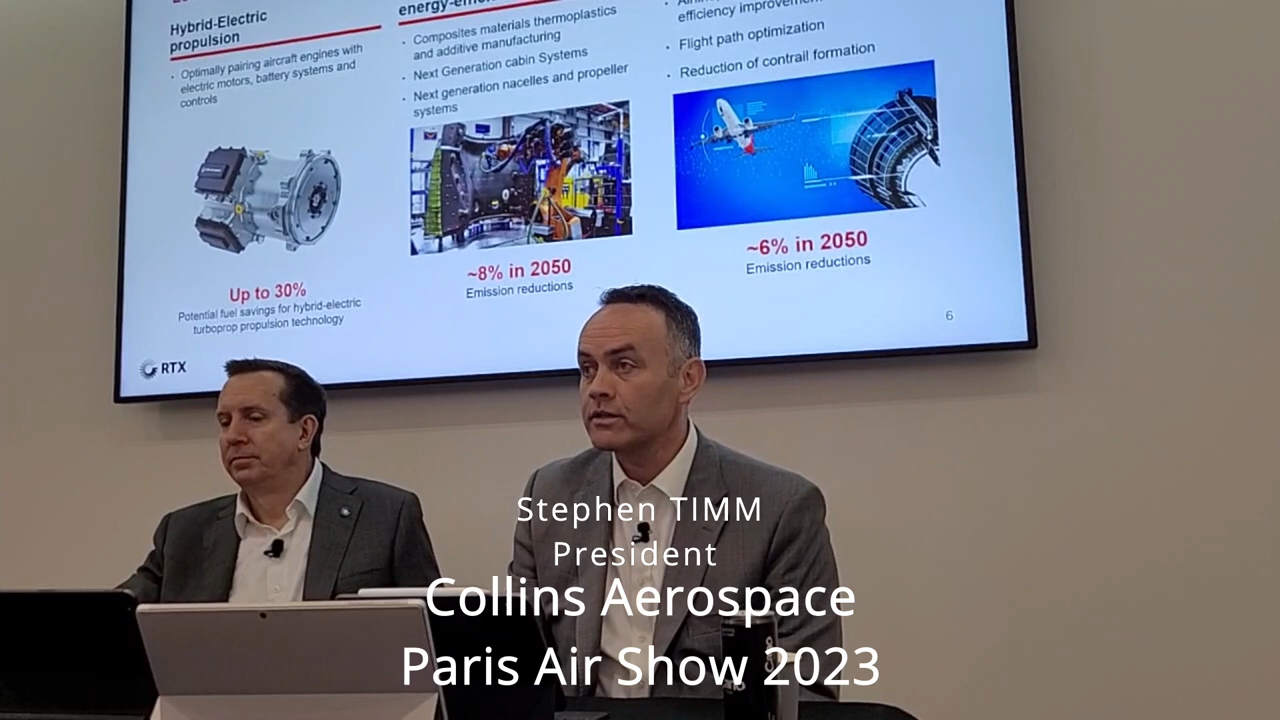 Hybrid-Electric
propulsion
• Optimally pairing aircraft engines with
electric motors, battery systems and
controls
Up to 30%
Potential fuel savings for hybrid-electric
turboprop propulsion technology
• Composites materials thermoplastics
and additive manufacturing
• Next Generation cabin Systems
• Next generation nacelles and propeller
systems
~8% in 2050
Emission reductions
• Flight path optimization
• Reduction of contrail formation
~6% in 2050
Emission reductions
6
RTX
Stephen TIMM
President
Collins Aerospace
Paris Air Show 2023